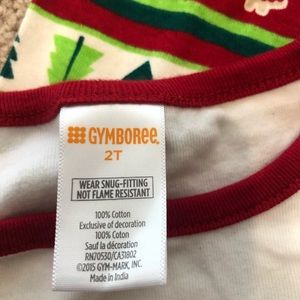 GYMBOREE
2T
WEAR SNUG-FITTING
NOT FLAME RESISTANT
100% Cotton
Exclusive of decoration
100% Cotton
Sauf la décoration
RN70530/CA31802
©2015 GYM-MARK, INC.
Made in India